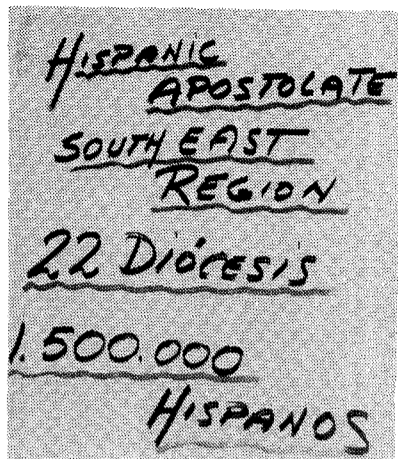 HISPANIC
APOSTOLATE
SOUTH EAST
REGION
22 DIÓCESIS
1.500.000
HISPANOS